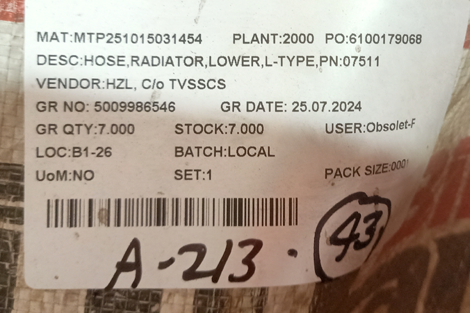 MAT:MTP251015031454 PLANT:2000 PO:6100179068
DESC:HOSE,RADIATOR,LOWER,L-TYPE,PN:07511
VENDOR:HZL, C/o TVSSCS
GR NO: 5009986546 GR DATE: 25.07.2024
GR QTY:7.000 STOCK:7.000 USER:Obsolet-F
LOC:B1-26 BATCH:LOCAL
UoM:NO SET:1 PACK SIZE:0001
A-213. 43